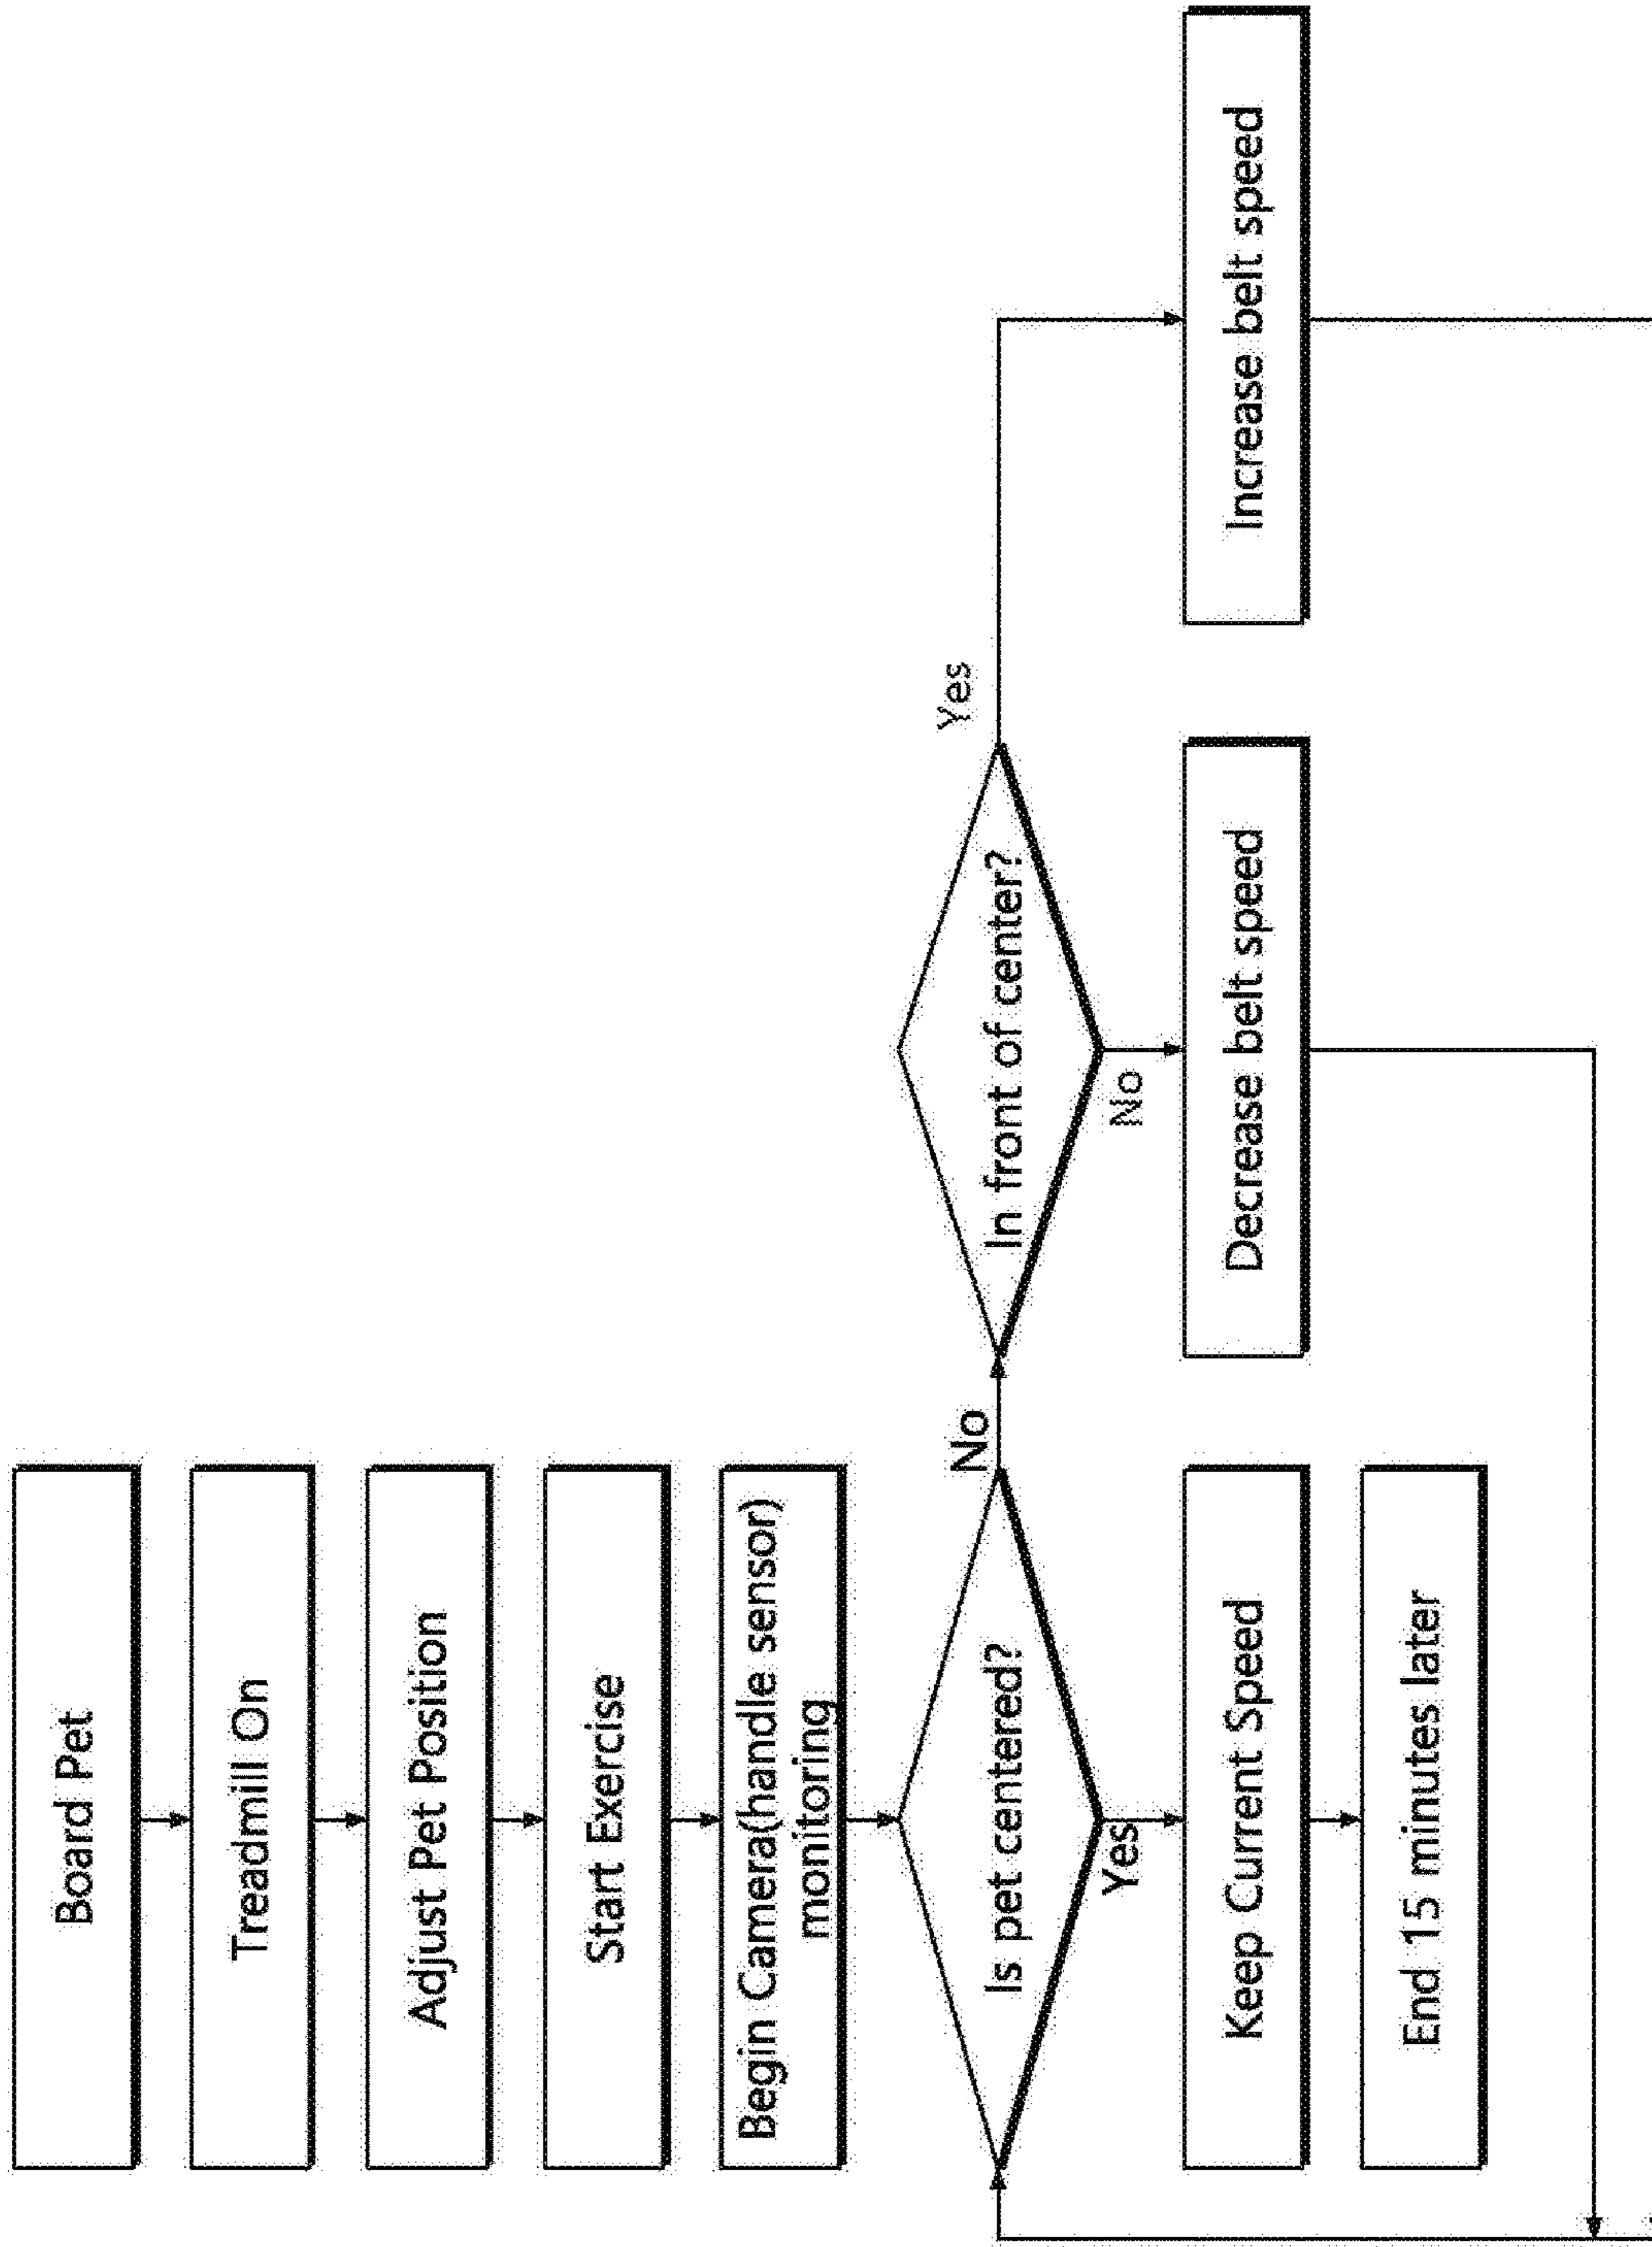 Board Pet
Treadmill On
Adjust Pet Position
Start Exercise
Begin Camera(handle sensor)
monitoring
Is pet centered?
No
In front of center?
Yes
Yes
No
Keep Current Speed
Decrease belt speed
Increase belt speed
End 15 minutes later